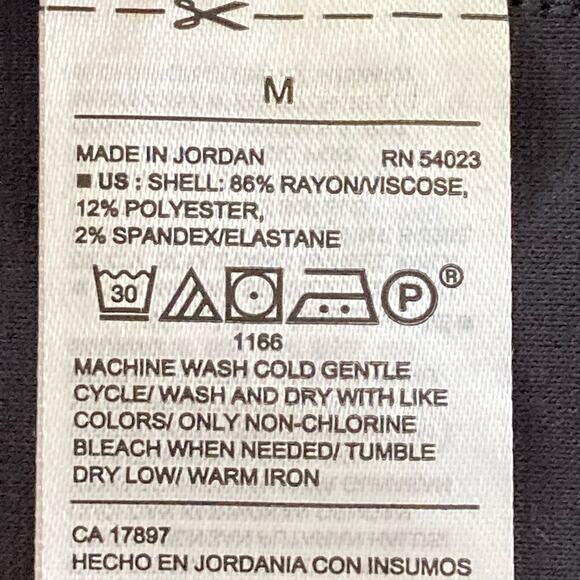 M
MADE IN JORDAN RN 54023
■ US : SHELL: 86% RAYON/VISCOSE,
12% POLYESTER,
2% SPANDEX/ELASTANE
30 P ®
1166
MACHINE WASH COLD GENTLE
CYCLE/ WASH AND DRY WITH LIKE
COLORS/ ONLY NON-CHLORINE
BLEACH WHEN NEEDED/ TUMBLE
DRY LOW/ WARM IRON
CA 17897
HECHO EN JORDANIA CON INSUMOS